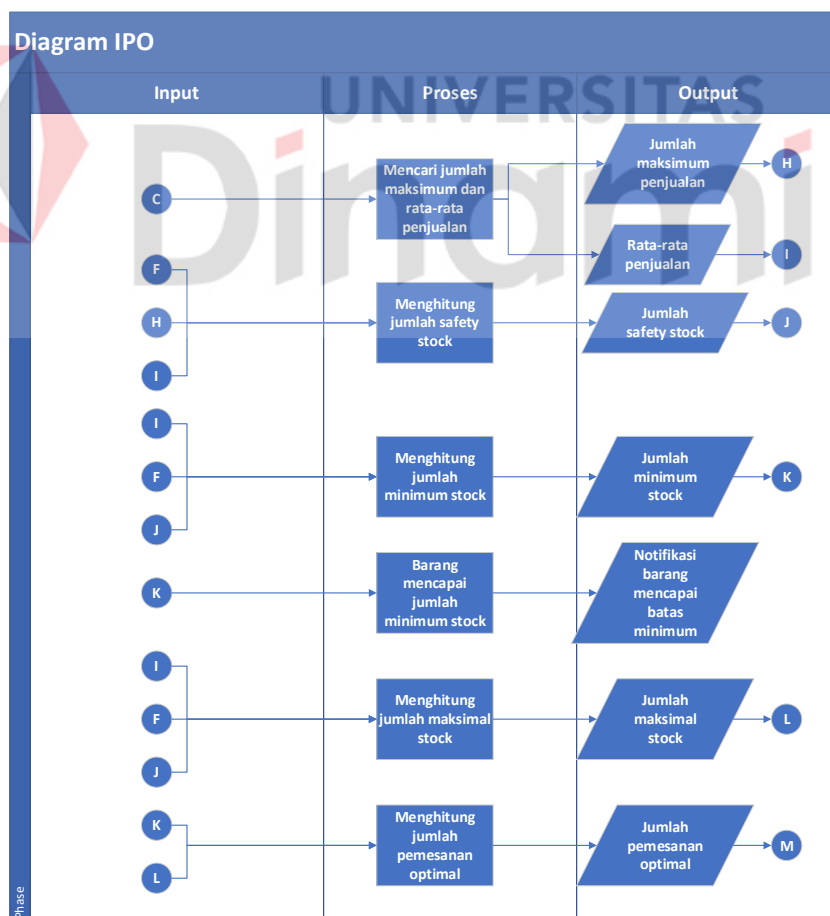 Diagram IPO
UNIVERSITAS
Dinami
Input
Proses
Output
C
Mencari jumlah
maksimum dan
rata-rata
penjualan
Jumlah
maksimum
penjualan
H
Rata-rata
penjualan
I
F
H
I
Menghitung
jumlah safety
stock
Jumlah
safety stock
J
I
F
J
Menghitung
jumlah
minimum stock
Jumlah
minimum
stock
K
K
Barang
mencapai
jumlah
minimum stock
Notifikasi
barang
mencapai
batas
minimum
I
F
J
Menghitung
jumlah maksimal
stock
Jumlah
maksimal
stock
L
K
L
Menghitung
jumlah
pemesanan
optimal
Jumlah
pemesanan
optimal
M
Phase